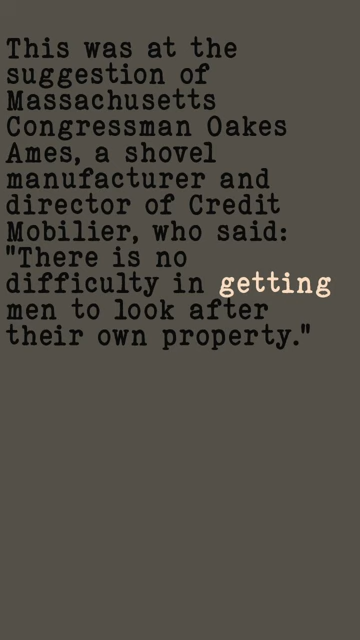 This was at the
suggestion of
Massachusetts
Congressman Oakes
Ames, a shovel
manufacturer and
director of Credit
Mobilier, who said:
"There is no
difficulty in getting
men to look after
their own property."